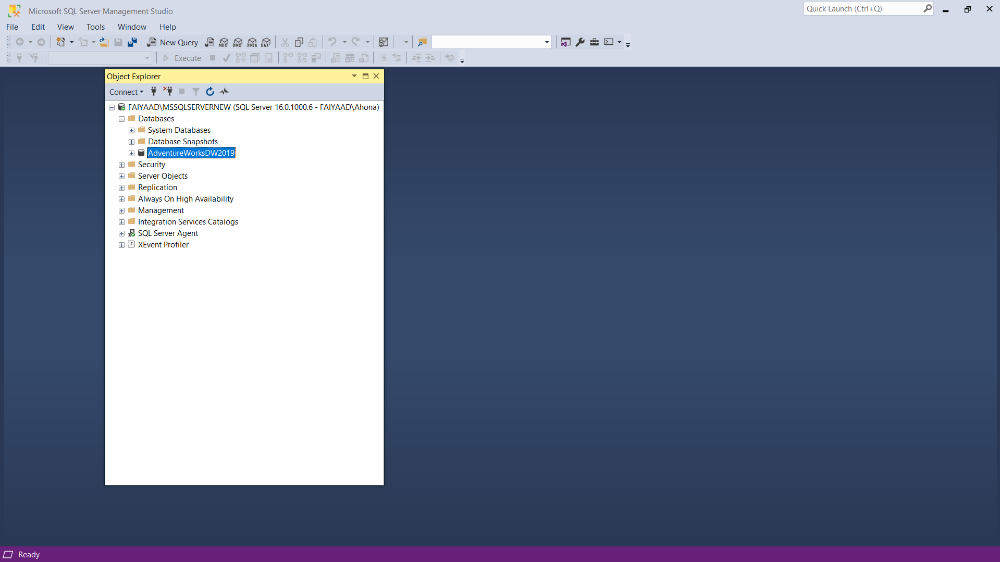 Microsoft SQL Server Management Studio
Quick Launch (Ctrl+Q)
File Edit View Tools Window Help
New Query MDX DMX XMLA DAX
Execute
Object Explorer
Connect
FAIYAAD\MSSQLSERVERNEW (SQL Server 16.0.1000.6 - FAIYAAD\Ahona)
Databases
System Databases
Database Snapshots
AdventureWorksDW2019
Security
Server Objects
Replication
Always On High Availability
Management
Integration Services Catalogs
SQL Server Agent
XEvent Profiler
Ready